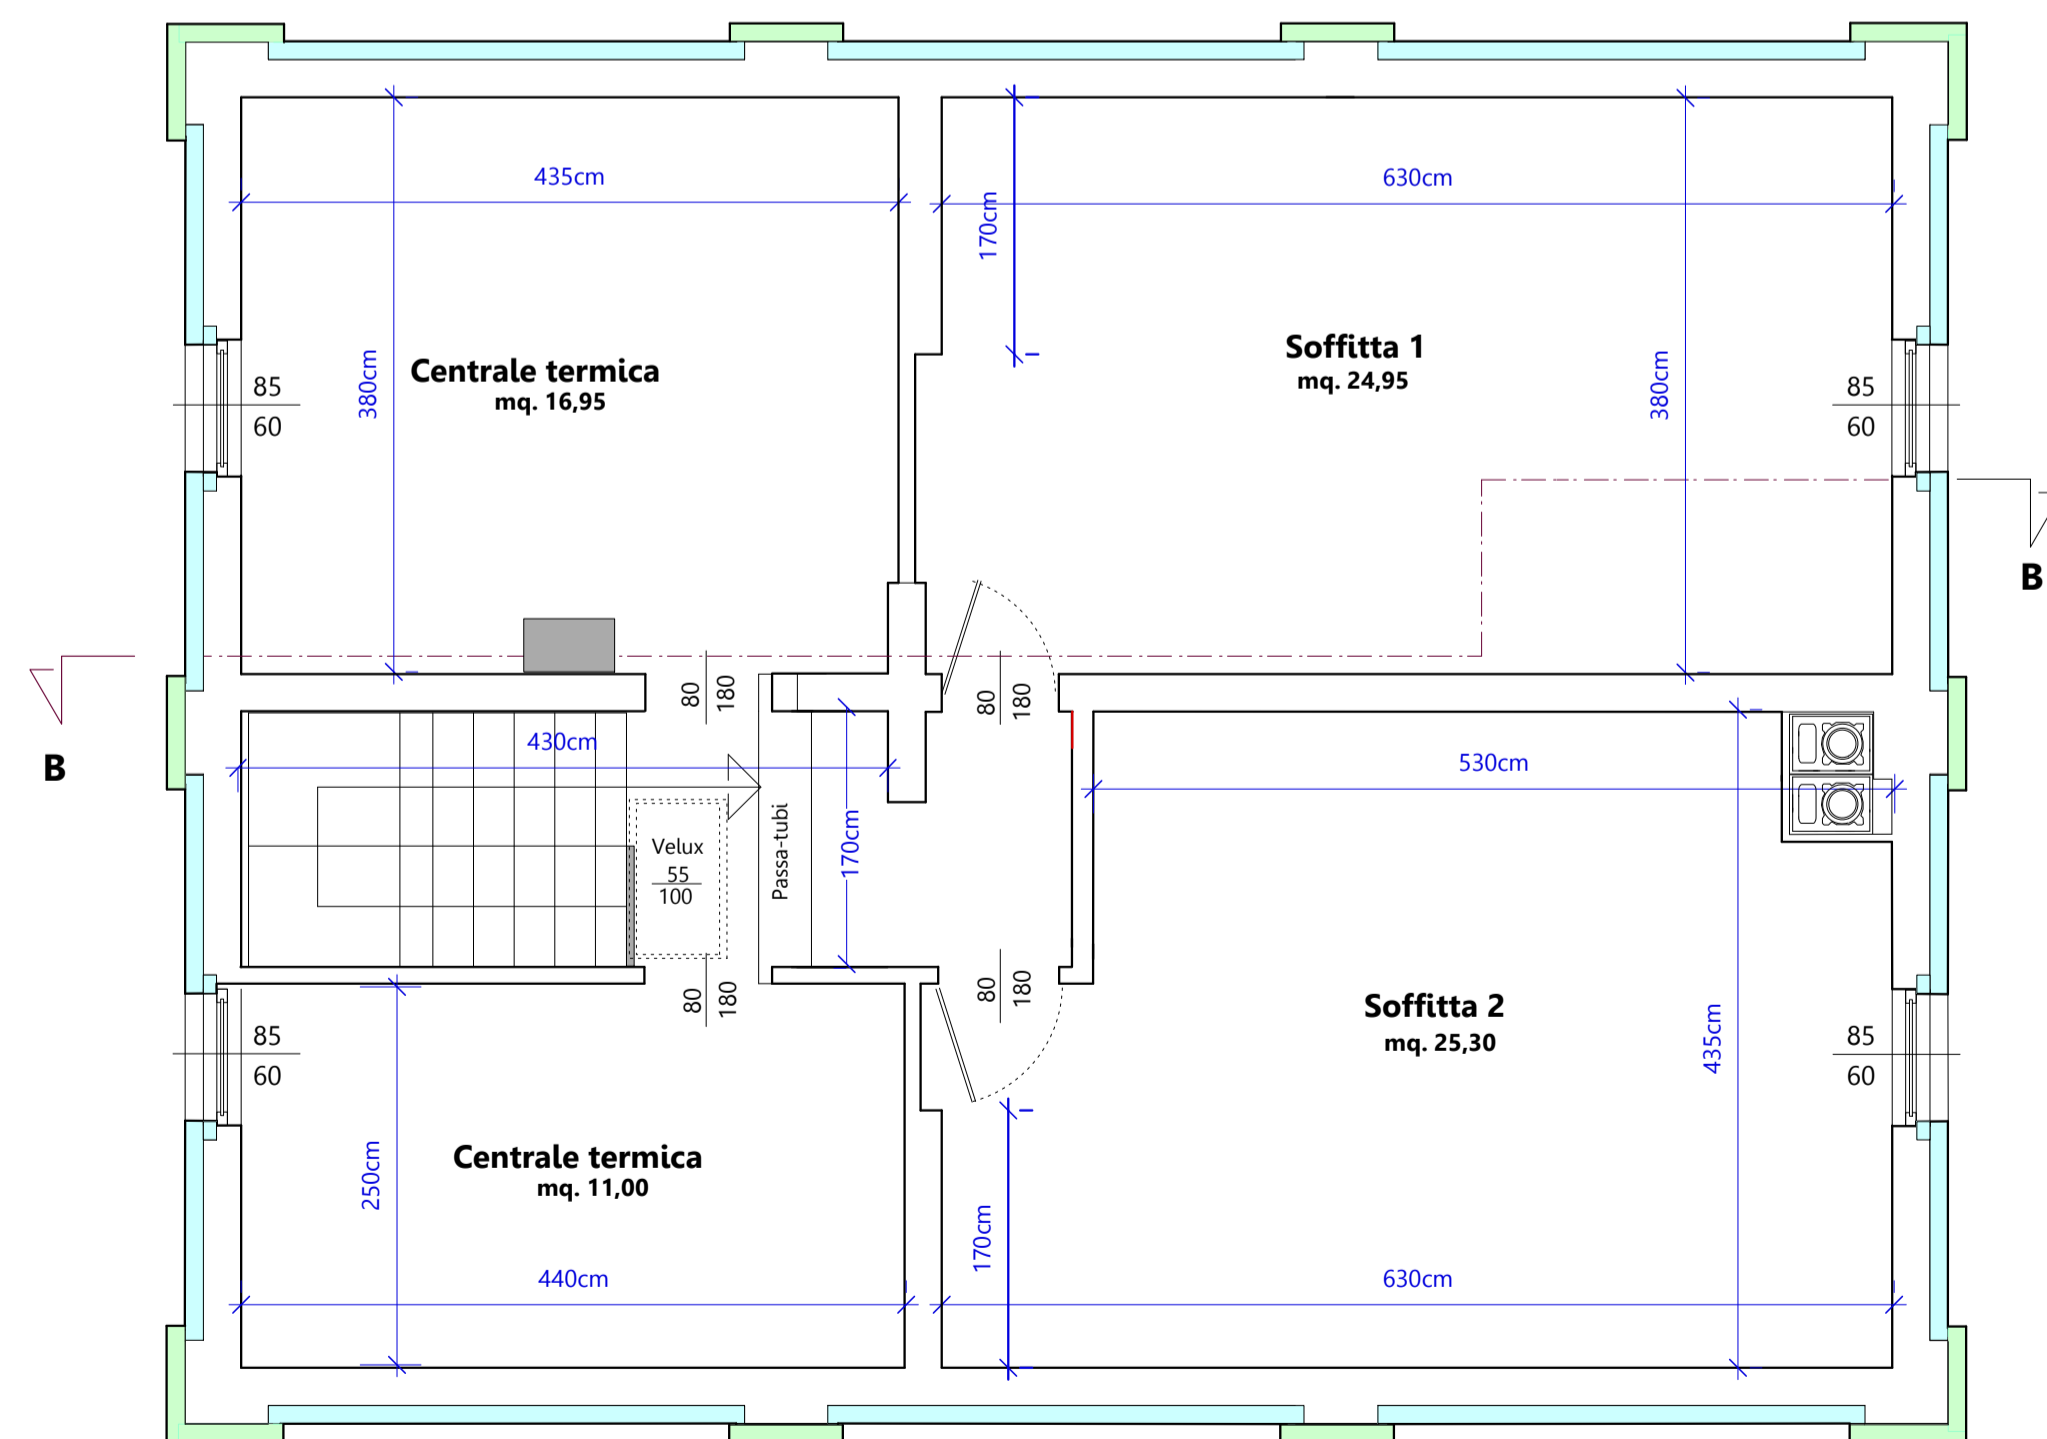 435cm
630cm
170cm
Soffitta 1
mq. 24,95
Centrale termica
mq. 16,95
380cm
380cm
85
60
85
60
B
B
80
180
80
180
430cm
530cm
Velux
55
100
Passa-tubi
170cm
80
180
80
180
Soffitta 2
mq. 25,30
435cm
85
60
85
60
Centrale termica
mq. 11,00
250cm
170cm
440cm
630cm